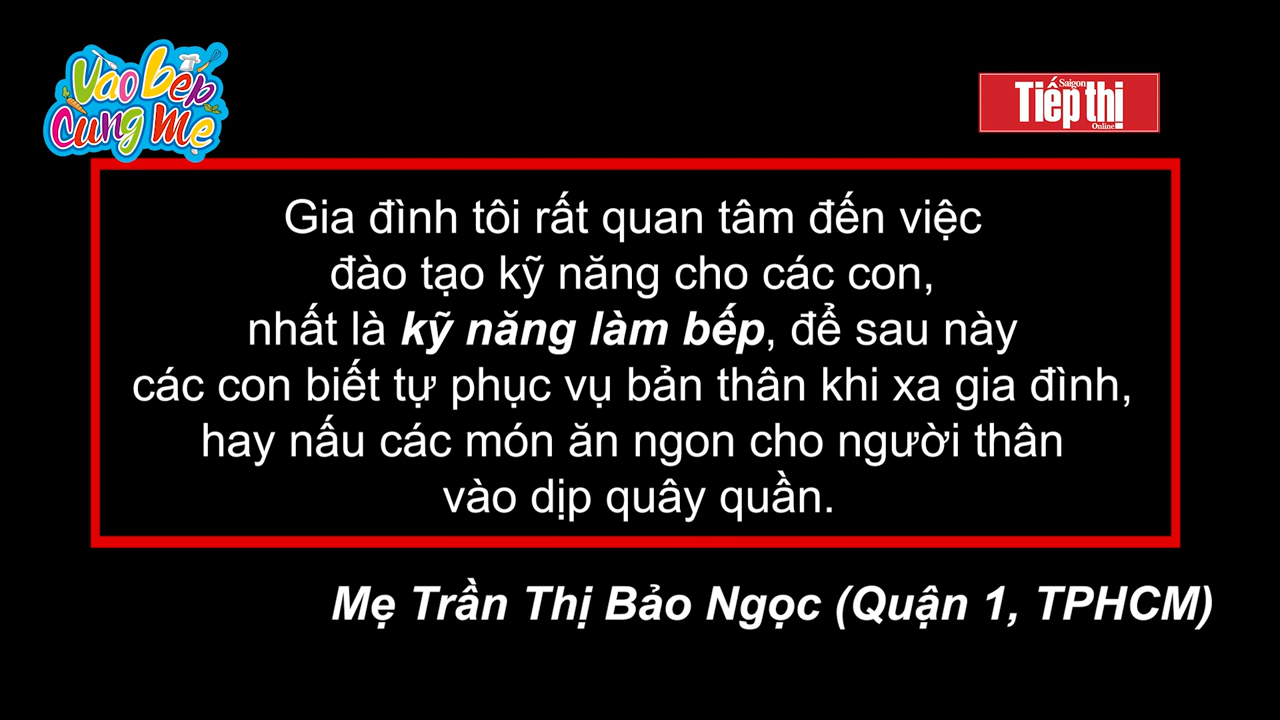 Vào bếp
Cùng Mẹ
Saigon
Tiếp thị
Online
Gia đình tôi rất quan tâm đến việc
đào tạo kỹ năng cho các con,
nhất là kỹ năng làm bếp, để sau này
các con biết tự phục vụ bản thân khi xa gia đình,
hay nấu các món ăn ngon cho người thân
vào dịp quây quần.
Mẹ Trần Thị Bảo Ngọc (Quận 1, TPHCM)